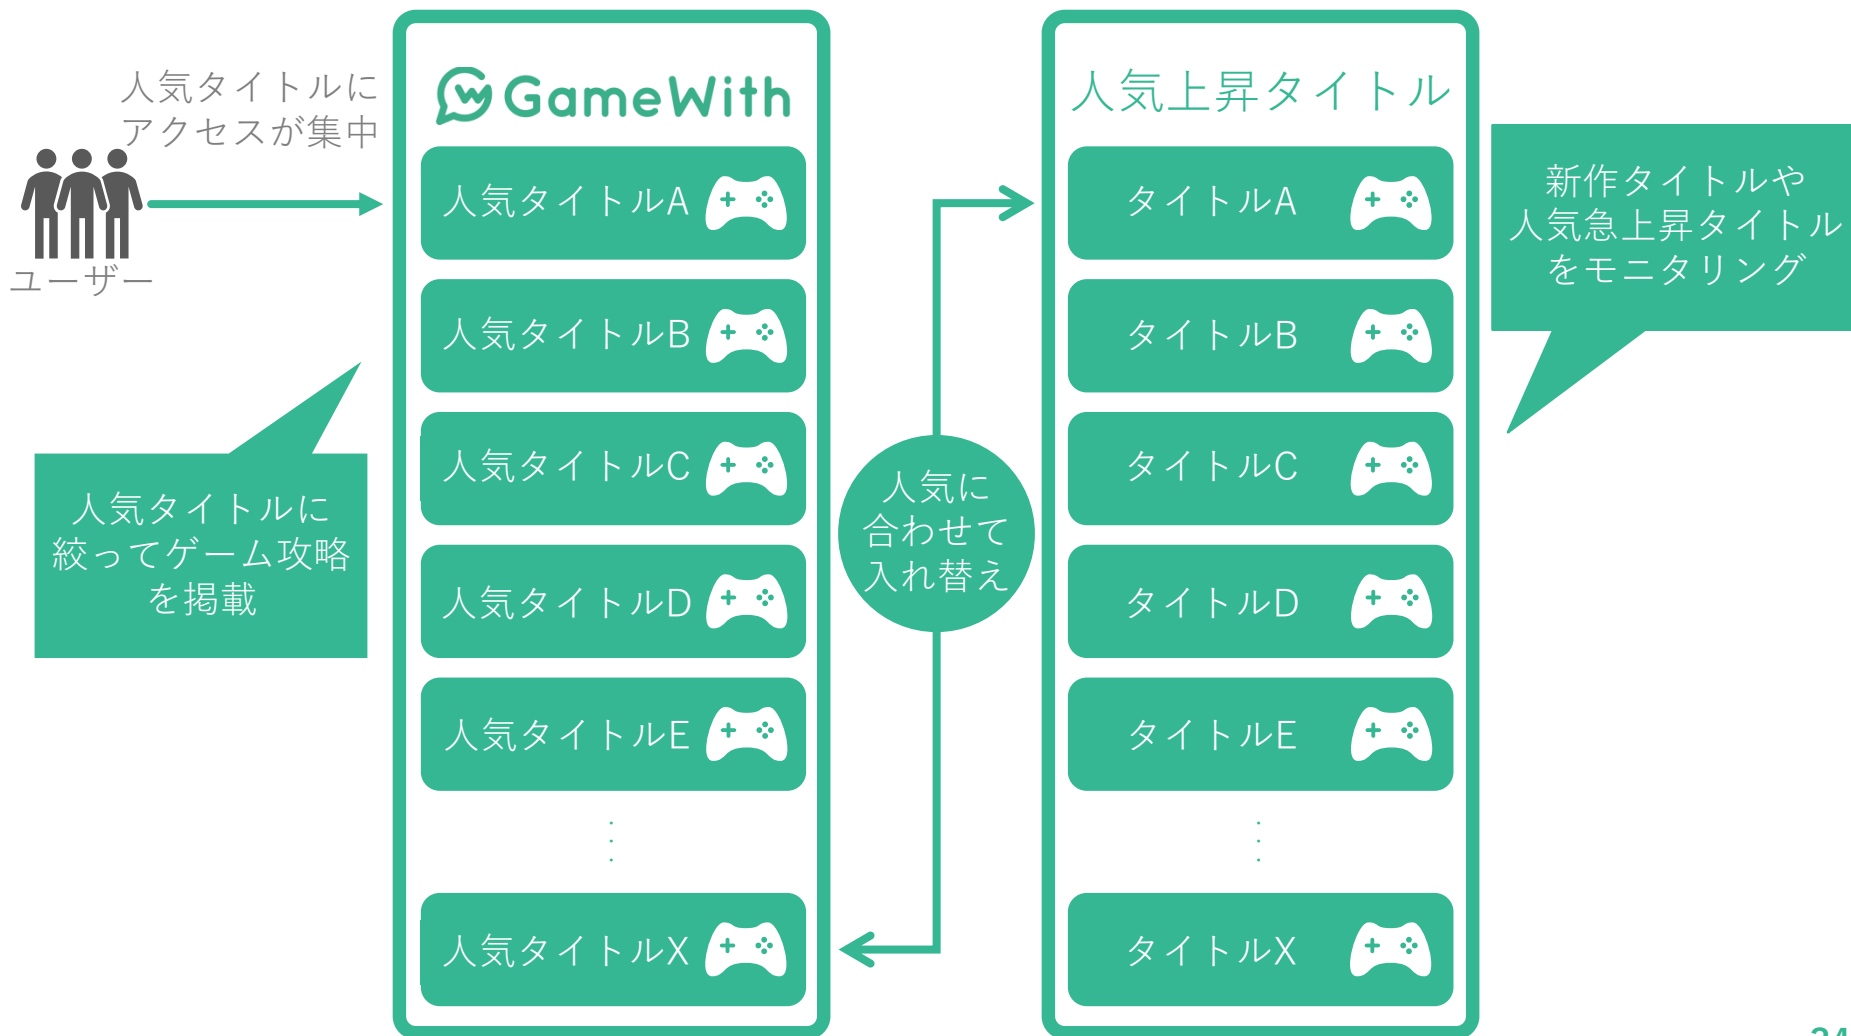 人気タイトルに
アクセスが集中
ユーザー
人気タイトルに
絞ってゲーム攻略
を掲載
GameWith
人気タイトルA
人気タイトルB
人気タイトルC
人気タイトルD
人気タイトルE
人気タイトルX
人気に
合わせて
入れ替え
人気上昇タイトル
タイトルA
タイトルB
タイトルC
タイトルD
タイトルE
タイトルX
新作タイトルや
人気急上昇タイトル
をモニタリング